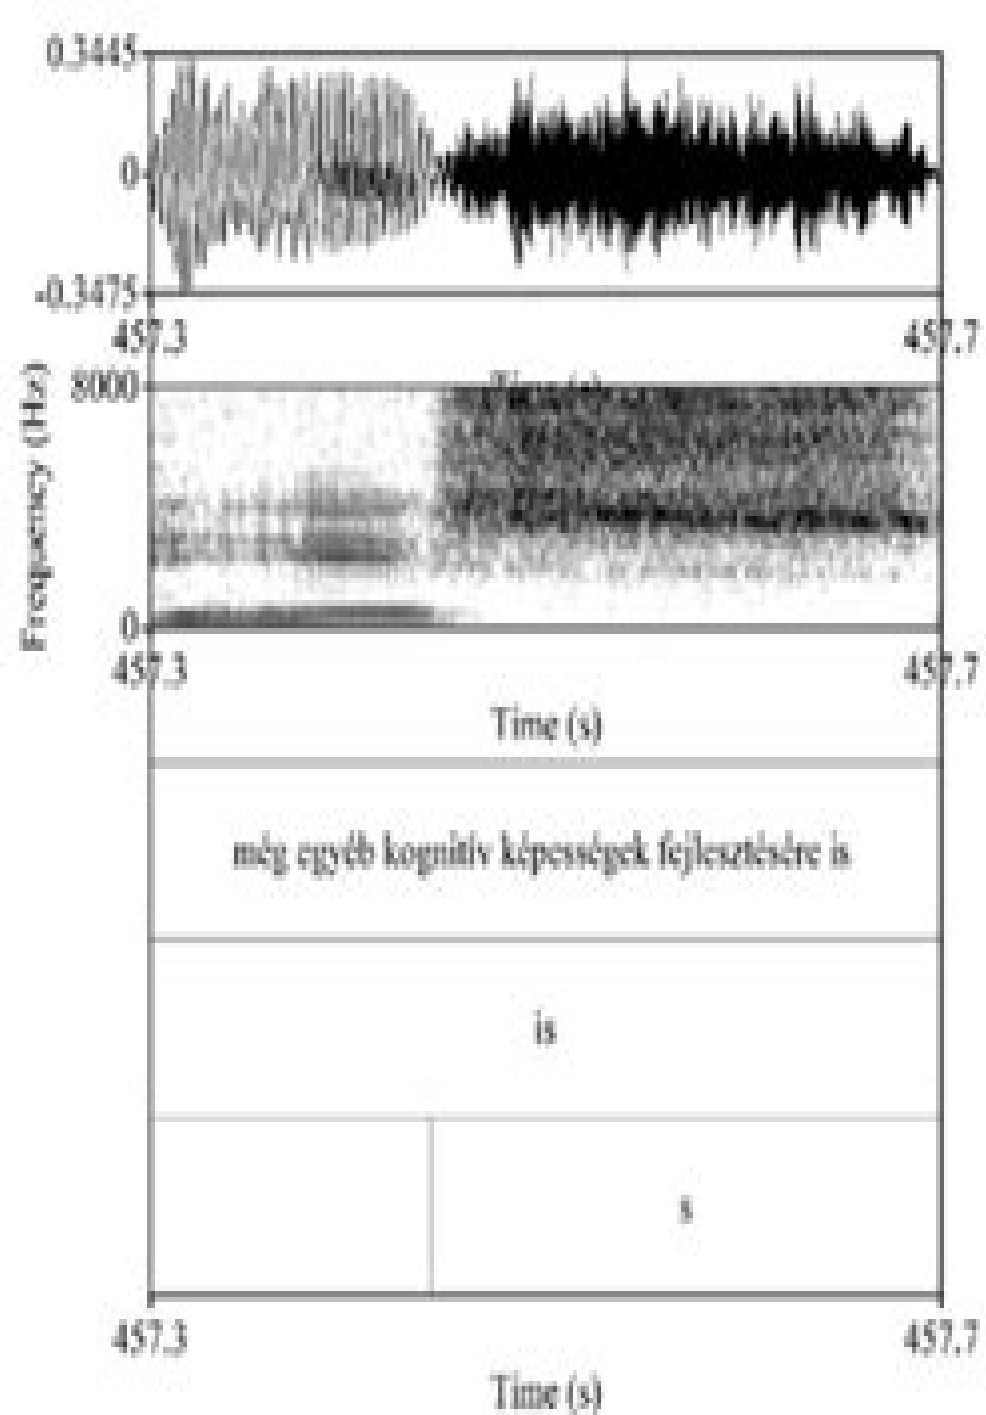 0.3445
0
-0.3475
457.3 457.7
Time (s)
8000
Frequency (Hz)
0
457.3 457.7
Time (s)
még egyéb kognitív képességek fejlesztésére is
is
s
457.3 457.7
Time (s)